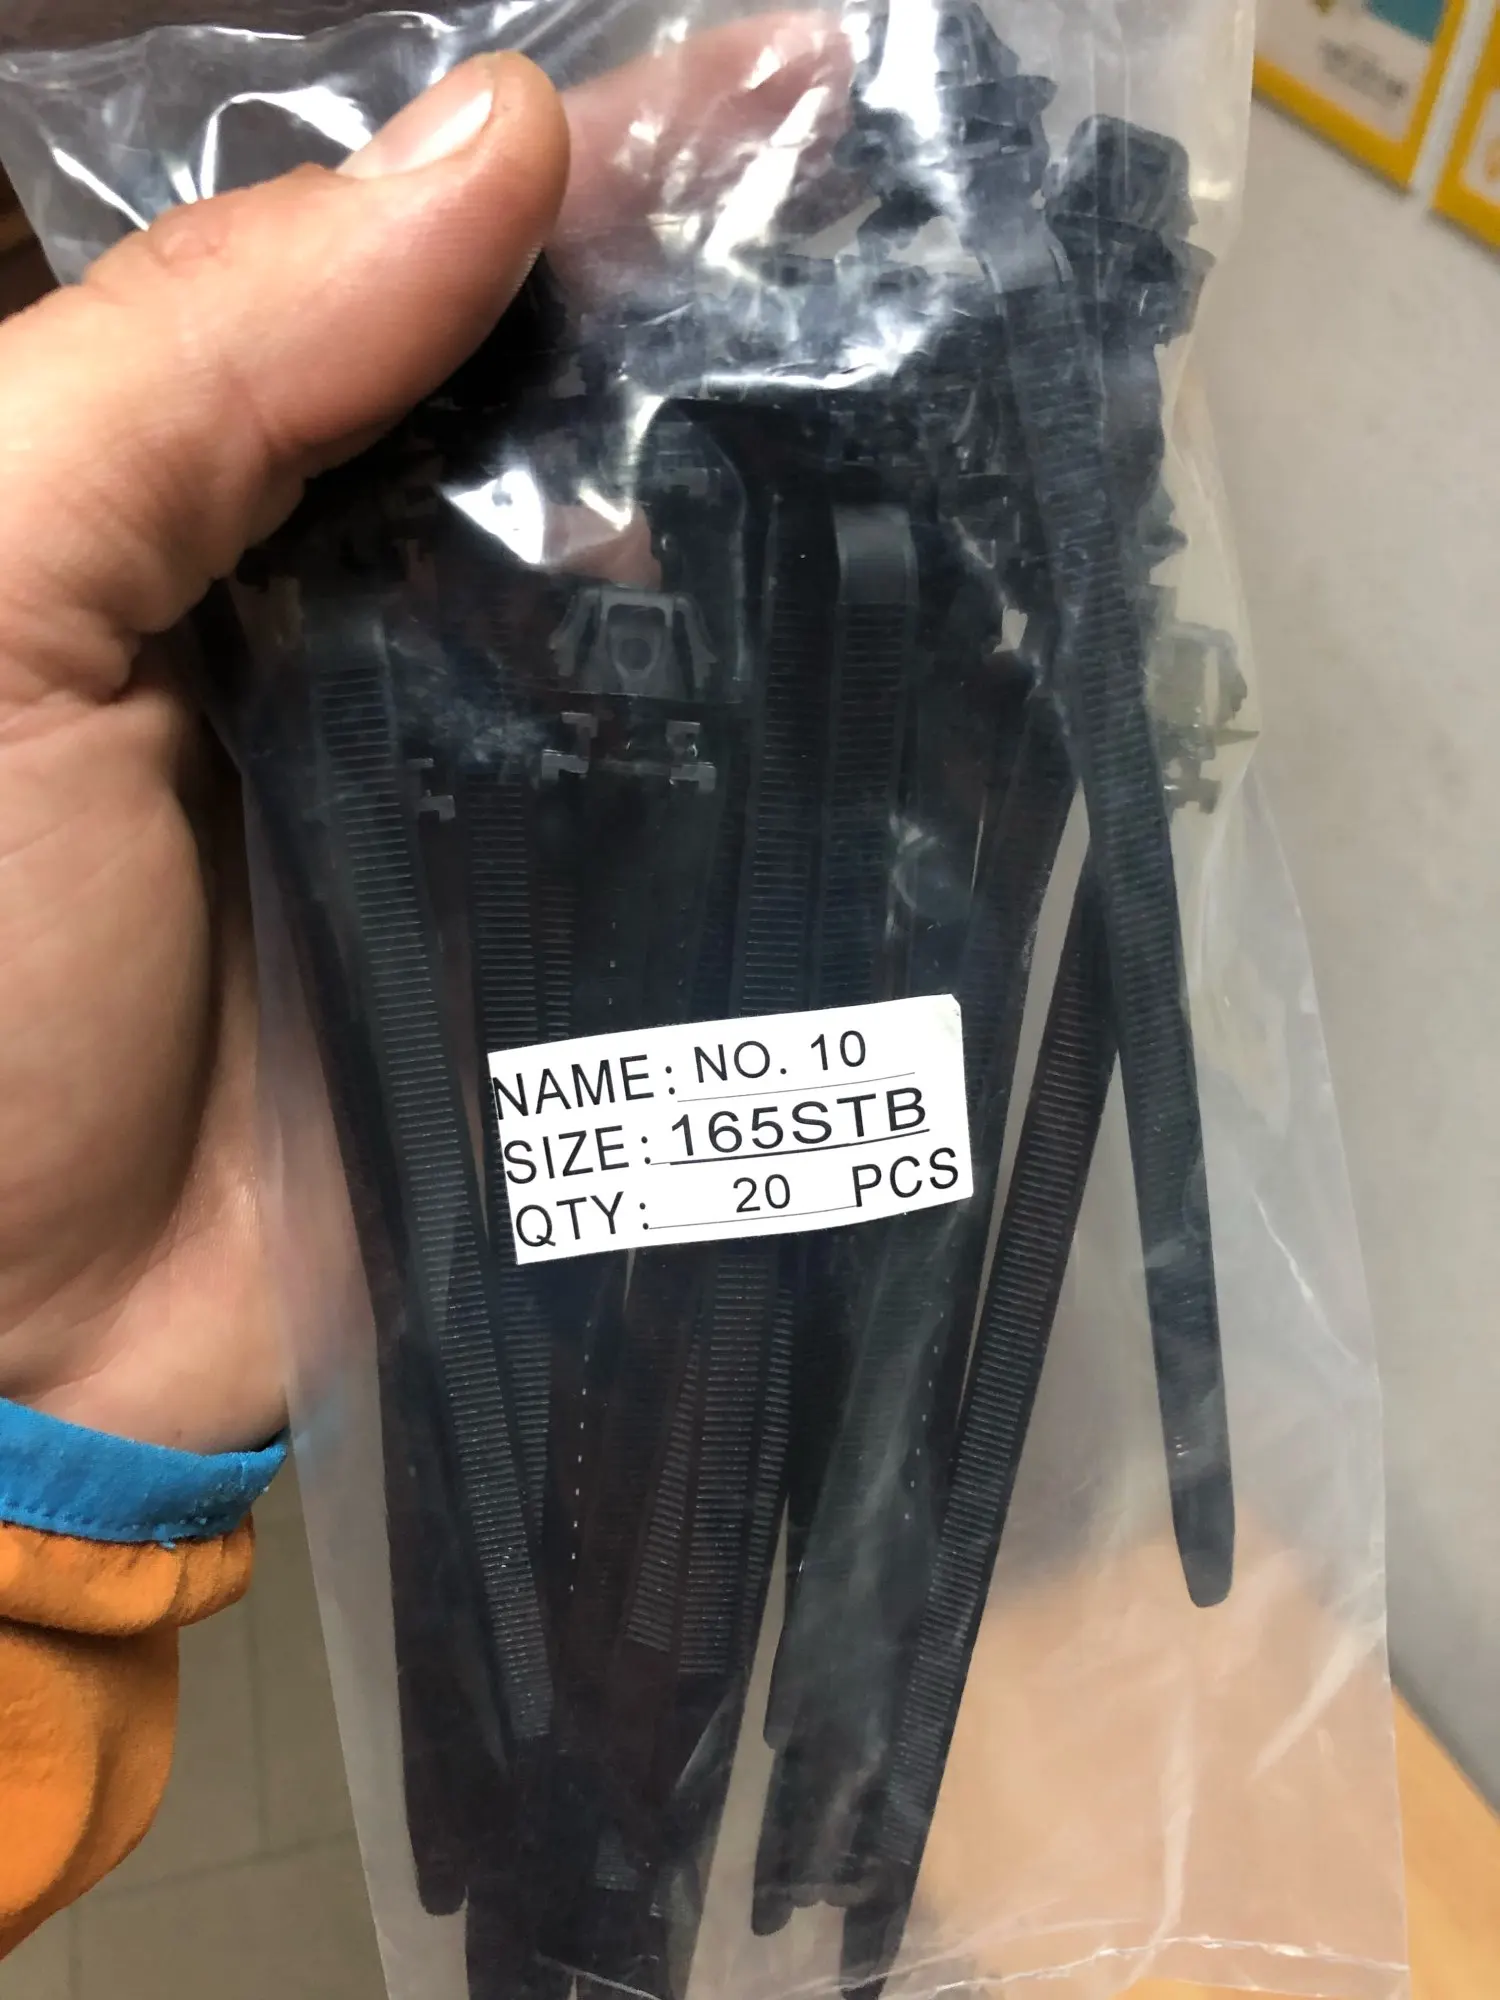 NAME: NO. 10
SIZE: 165STB
QTY: 20 PCS